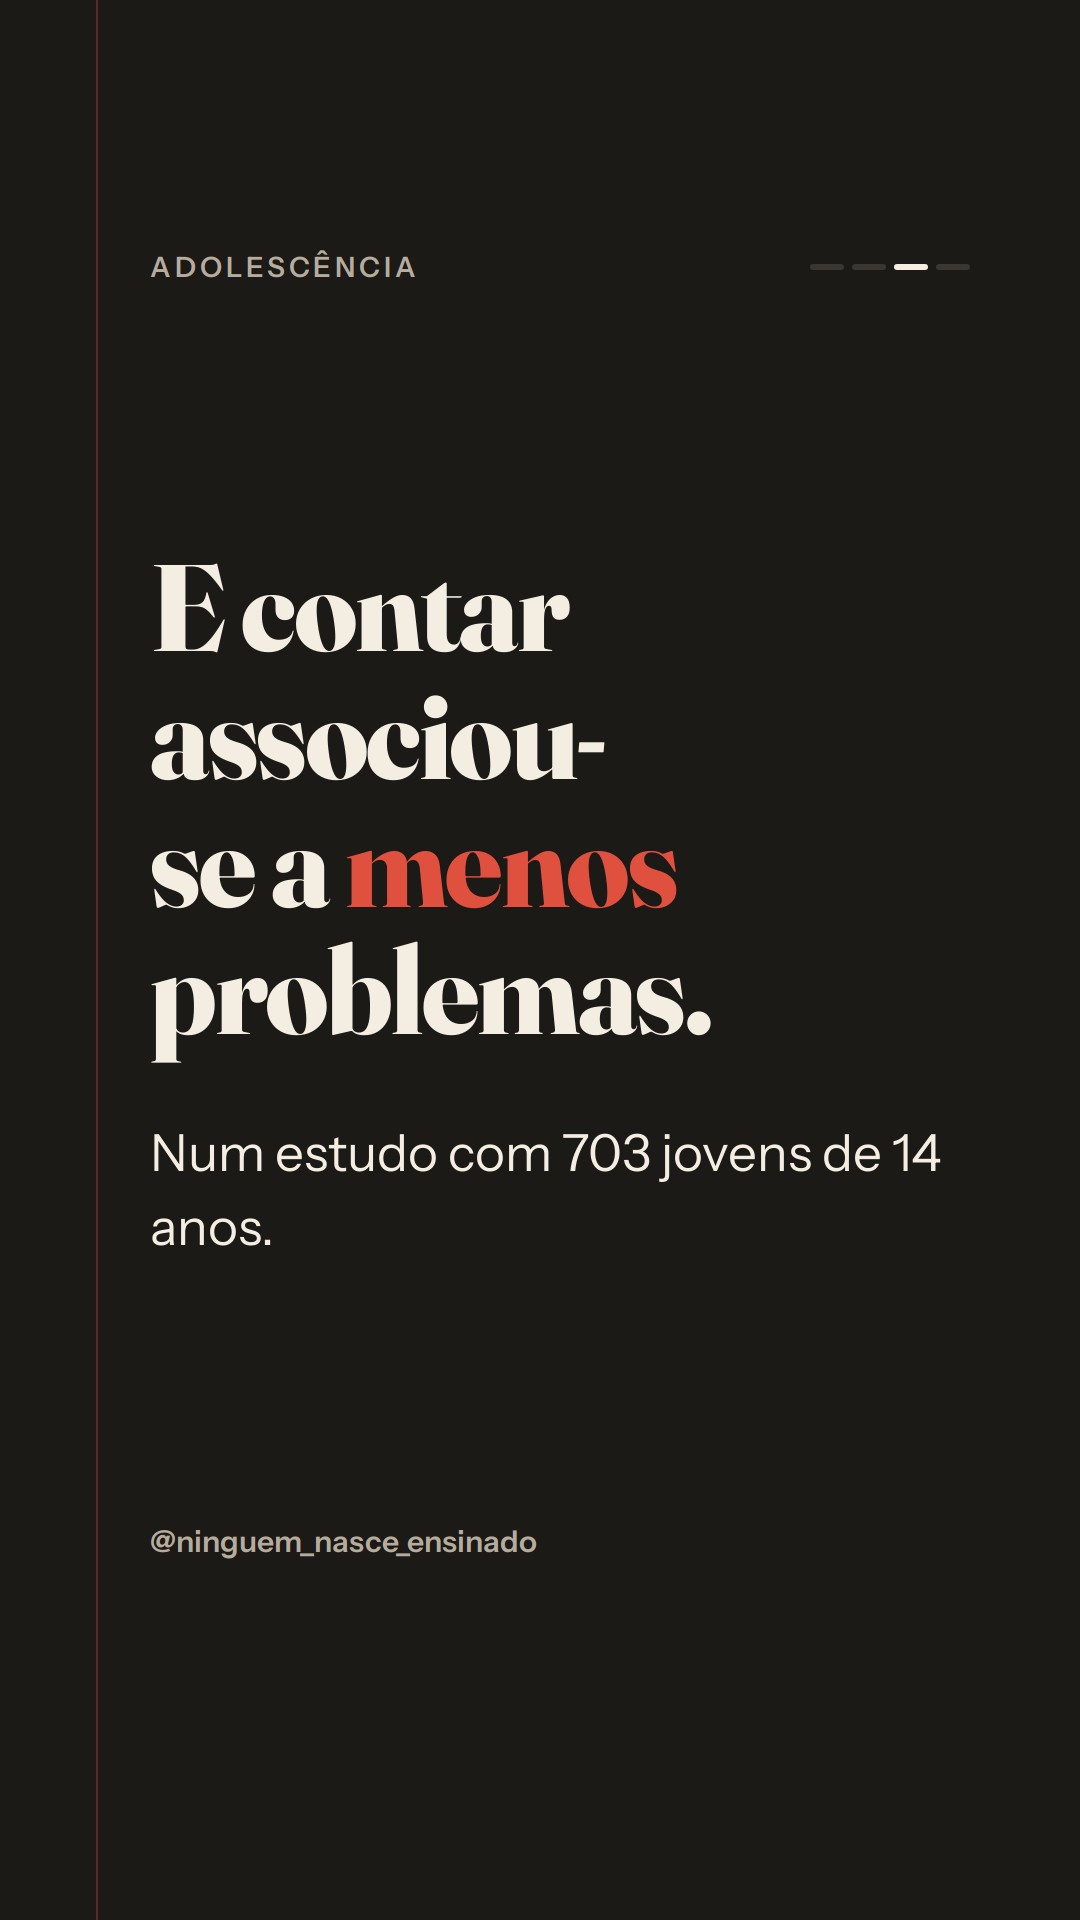 ADOLESCÊNCIA
E contar
associou-
se a menos
problemas.
Num estudo com 703 jovens de 14
anos.
@ninguem_nasce_ensinado